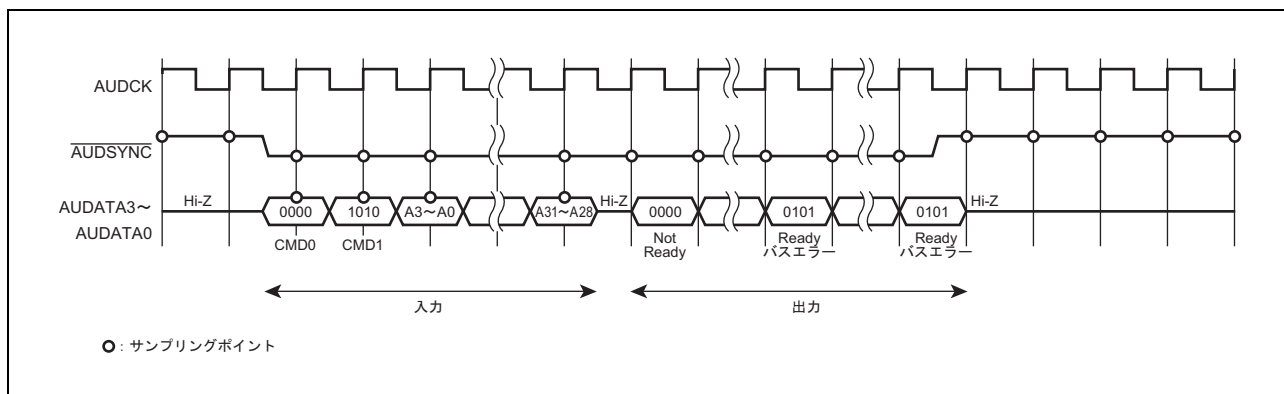 AUDCK
AUDSYNC
AUDATA3～
AUDATA0
Hi-Z
0000
1010
A3～A0
A31～A28
Hi-Z
0000
0101
0101
Hi-Z
CMD0
CMD1
Not
Ready
Ready
バスエラー
Ready
バスエラー
入力
出力
：サンプリングポイント